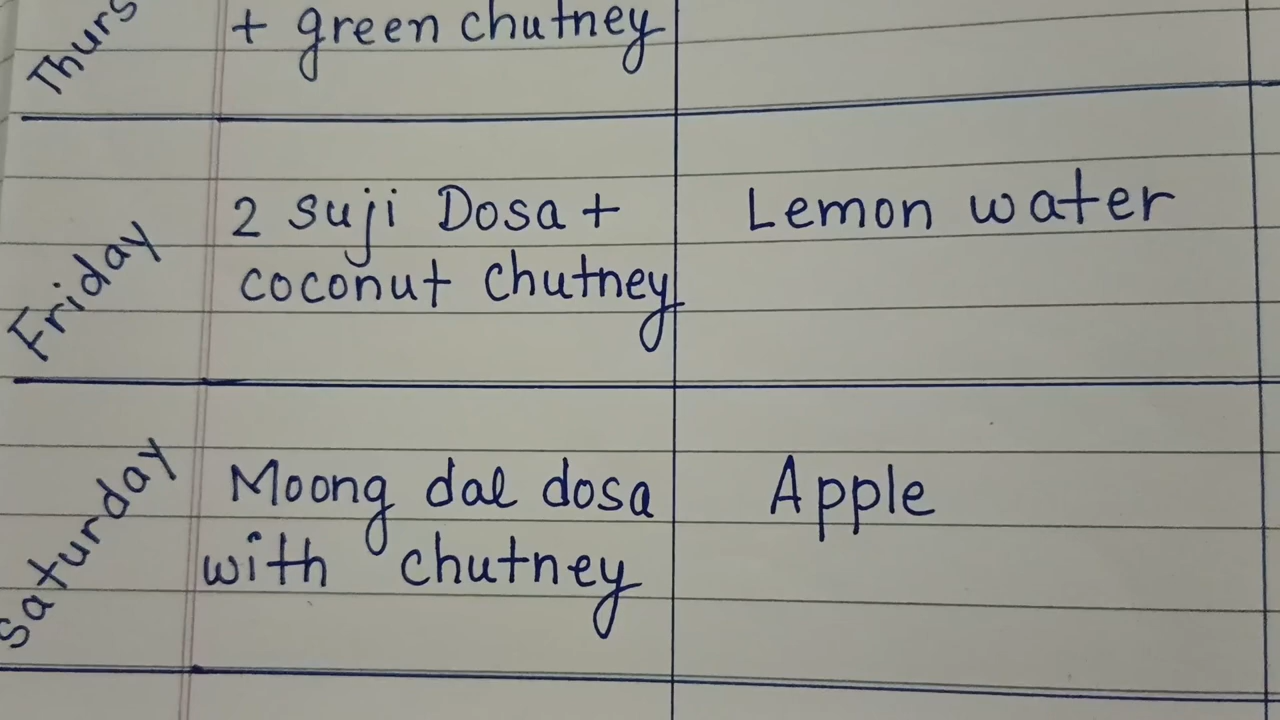 Thurs
+ green chutney
Friday
2 suji Dosa +
coconut chutney
Lemon water
Saturday
Moong dal dosa
with chutney
Apple